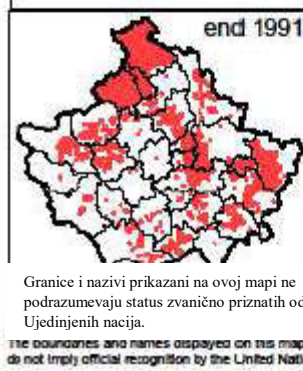 end 1991
Granice i nazivi prikazani na ovoj mapi ne
podrazumevaju status zvanično priznatih od
Ujedinjenih nacija.
The boundaries and names displayed on this map
do not imply official recognition by the United Nati